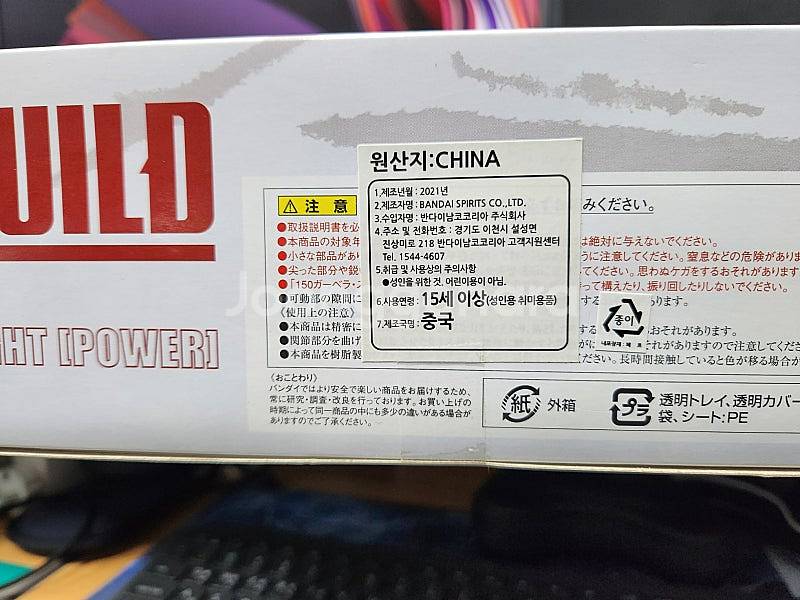 UILD
GHT [POWER]
원산지:CHINA
1.제조년월 : 2021년
2.제조자명 : BANDAI SPIRITS CO.,LTD.
3.수입자명 : 반다이남코코리아 주식회사
4.주소 및 전화번호 : 경기도 이천시 설성면
진상미로 218 반다이남코코리아 고객지원센터
Tel. 1544-4607
5.취급 및 사용상의 주의사항
●성인을 위한 것, 어린이용이 아님.
6.사용연령 : 15세 이상(성인용 취미용품)
7.제조국명 : 중국
注意
みください。
●取扱説明書を必
●本商品の対象年
は絶対に与えないでください。
●小さな部品があ
うに注意してください。窒息などの危険があります
●尖った部分や鋭い
ください。思わぬケガをするおそれがあります
●「150ガーベラ・ス
て構えたり、振り回したりしないでください。
●可動部の隙間に
〈使用上の注意〉
●本商品は精密に
おそれがあります。
●関節部分を曲げ
それがありますので注意してくだ
●本商品を樹脂製
ださい。長時間接触していると色が移る場合が
종이
〈おことわり〉
バンダイではより安全で楽しい商品をお届けするため、
常に研究・調査・改良を行っております。お買い上げの
時期によって同一商品の中にも多少の違いがある場合が
ありますのでご了承ください。
紙 外箱
プラ 透明トレイ、透明カバー
袋、シート:PE